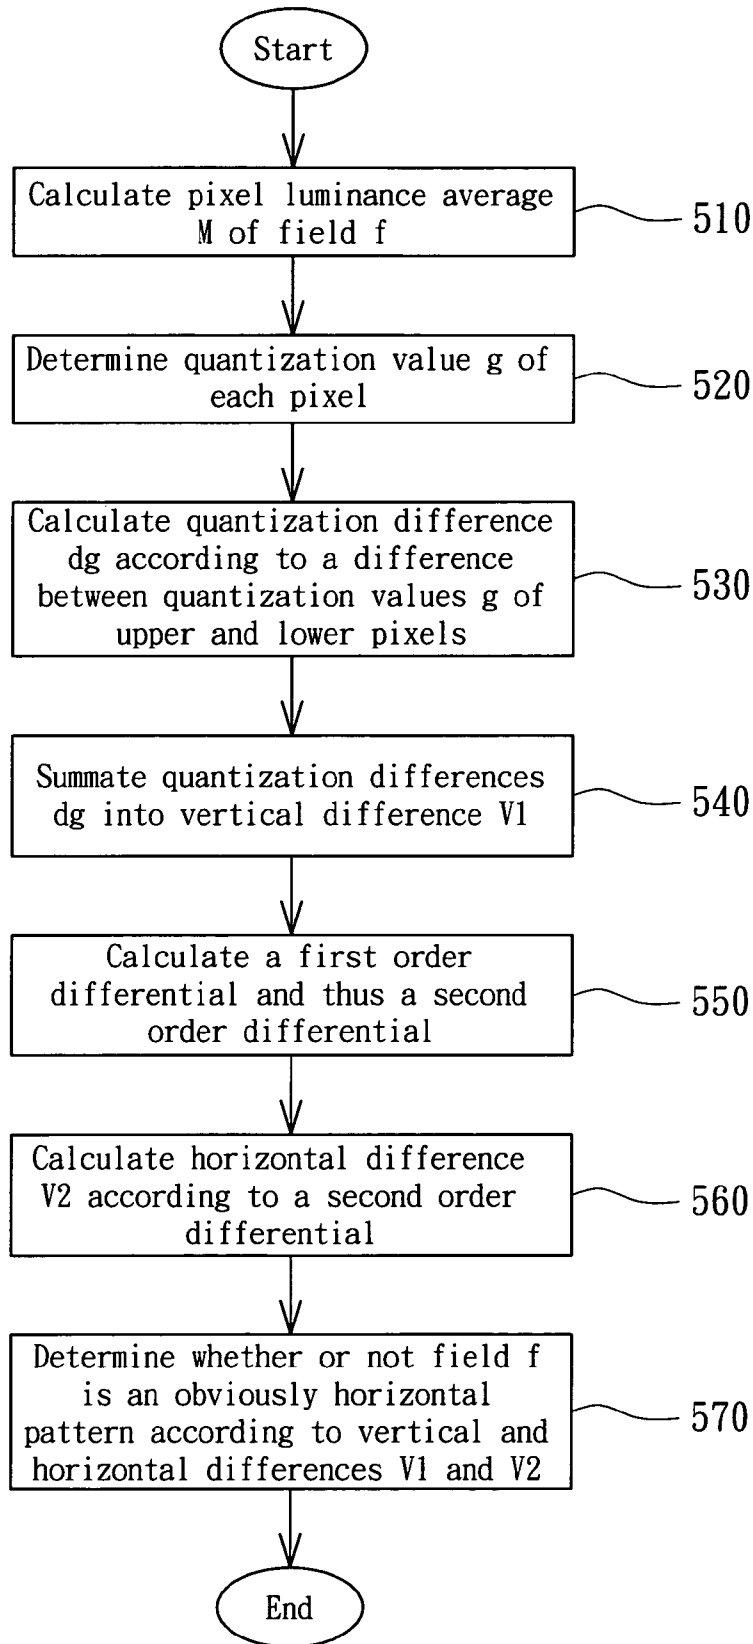 Start
Calculate pixel luminance average
M of field f
510
Determine quantization value g of
each pixel
520
Calculate quantization difference
dg according to a difference
between quantization values g of
upper and lower pixels
530
Summate quantization differences
dg into vertical difference V1
540
Calculate a first order
differential and thus a second
order differential
550
Calculate horizontal difference
V2 according to a second order
differential
560
Determine whether or not field f
is an obviously horizontal
pattern according to vertical and
horizontal differences V1 and V2
570
End